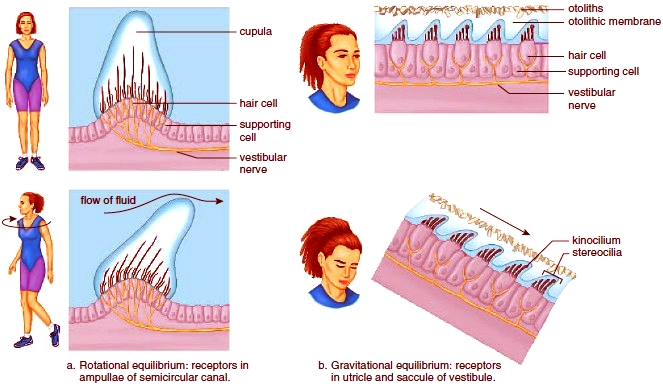 cupula
hair cell
supporting
cell
vestibular
nerve
flow of fluid
a. Rotational equilibrium: receptors in
ampullae of semicircular canal.
otoliths
otolithic membrane
hair cell
supporting cell
vestibular
nerve
kinocilium
stereocilia
b. Gravitational equilibrium: receptors
in utricle and saccule of vestibule.